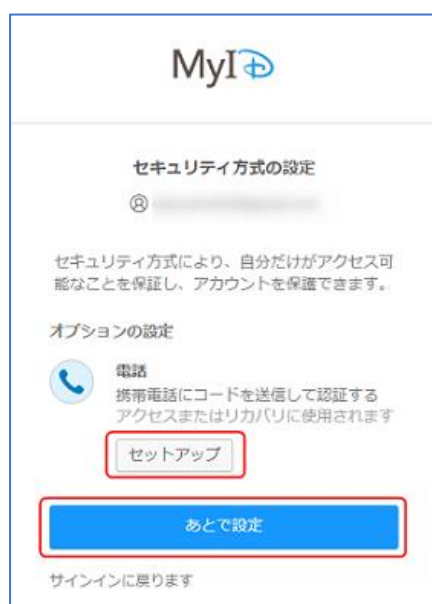 MyID
セキュリティ方式の設定
セキュリティ方式により、自分だけがアクセス可
能なことを保証し、アカウントを保護できます。
オプションの設定
電話
携帯電話にコードを送信して認証する
アクセスまたはリカバリに使用されます
セットアップ
あとで設定
サインインに戻ります